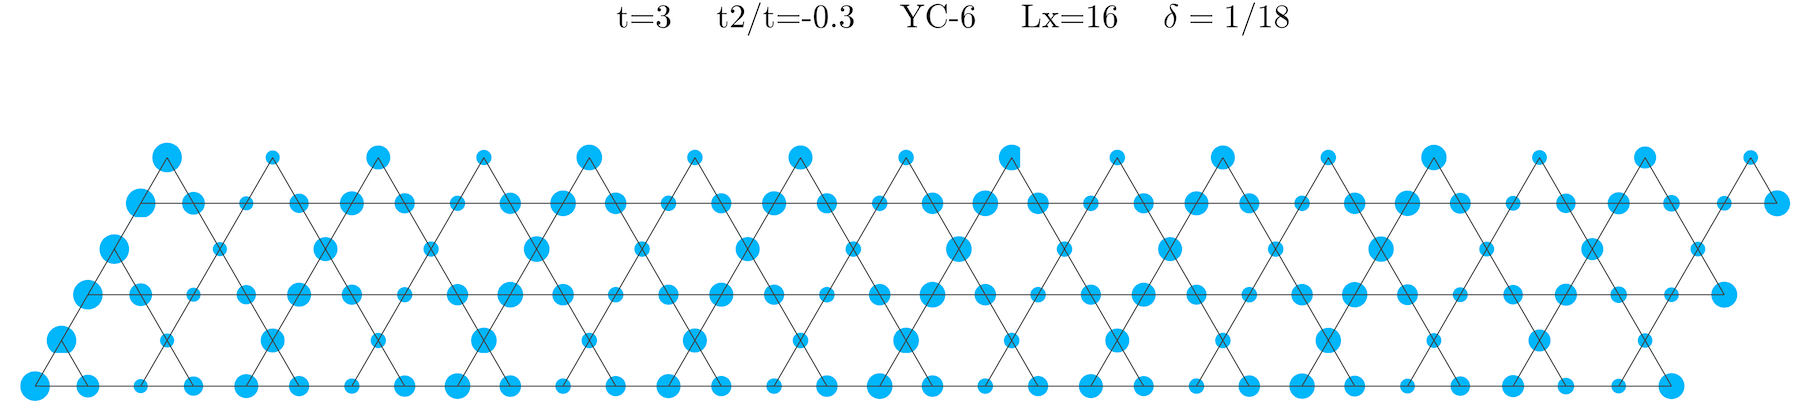 t=3 t2/t=-0.3 YC-6 Lx=16 δ = 1/18